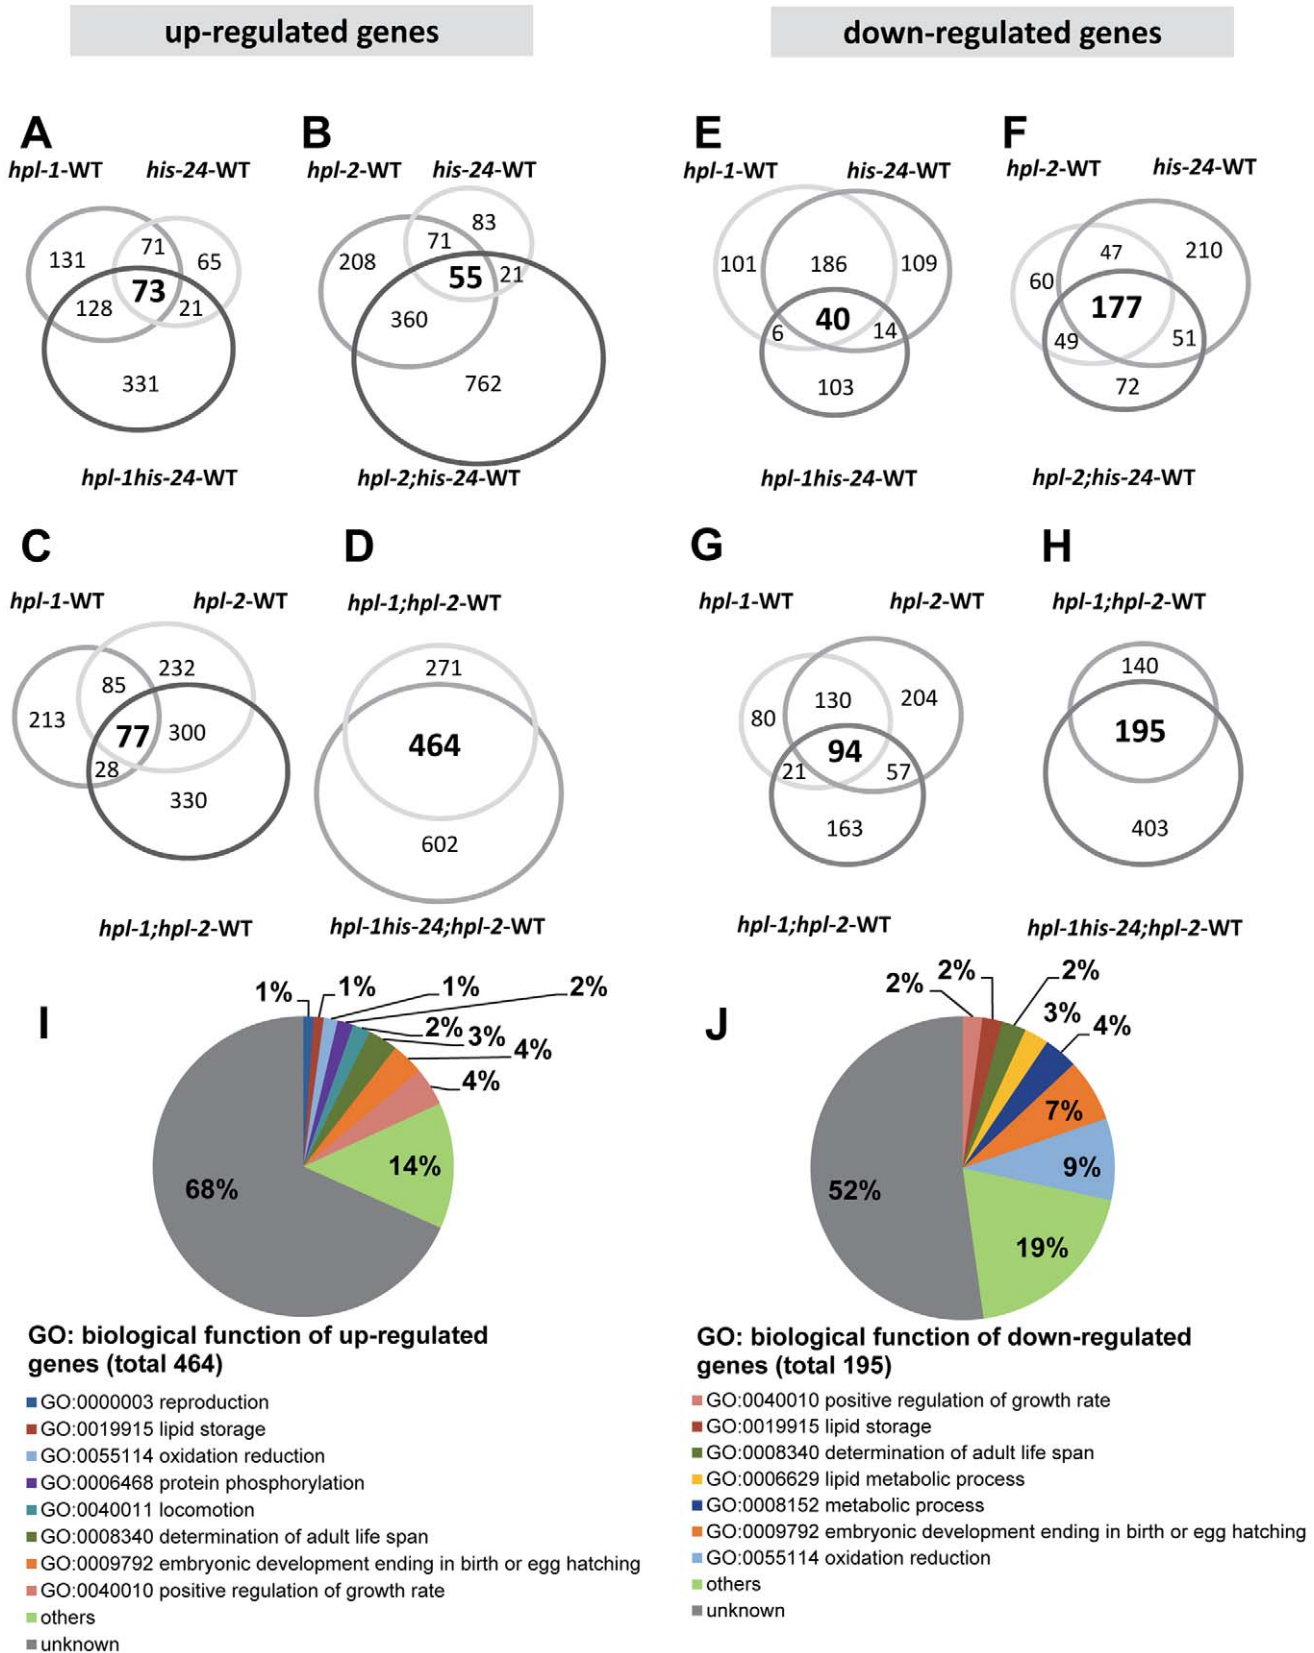 up-regulated genes
down-regulated genes
A
B
E
F
hpl-1-WT
his-24-WT
hpl-2-WT
his-24-WT
hpl-1-WT
his-24-WT
hpl-2-WT
his-24-WT
131
71
65
73
128
21
331
208
71
83
55
21
360
762
101
186
109
6
40
14
103
60
47
210
177
49
51
72
hpl-1his-24-WT
hpl-2;his-24-WT
hpl-1his-24-WT
hpl-2;his-24-WT
C
D
G
H
hpl-1-WT
hpl-2-WT
hpl-1;hpl-2-WT
hpl-1-WT
hpl-2-WT
hpl-1;hpl-2-WT
213
85
232
77
300
28
330
271
464
602
80
130
204
94
21
57
163
140
195
403
hpl-1;hpl-2-WT
hpl-1his-24;hpl-2-WT
hpl-1;hpl-2-WT
hpl-1his-24;hpl-2-WT
I
1%
1%
1%
2%
2%
3%
4%
4%
14%
68%
J
2%
2%
2%
3%
4%
7%
9%
19%
52%
GO: biological function of up-regulated
genes (total 464)
GO:0000003 reproduction
GO:0019915 lipid storage
GO:0055114 oxidation reduction
GO:0006468 protein phosphorylation
GO:0040011 locomotion
GO:0008340 determination of adult life span
GO:0009792 embryonic development ending in birth or egg hatching
GO:0040010 positive regulation of growth rate
others
unknown
GO: biological function of down-regulated
genes (total 195)
GO:0040010 positive regulation of growth rate
GO:0019915 lipid storage
GO:0008340 determination of adult life span
GO:0006629 lipid metabolic process
GO:0008152 metabolic process
GO:0009792 embryonic development ending in birth or egg hatching
GO:0055114 oxidation reduction
others
unknown